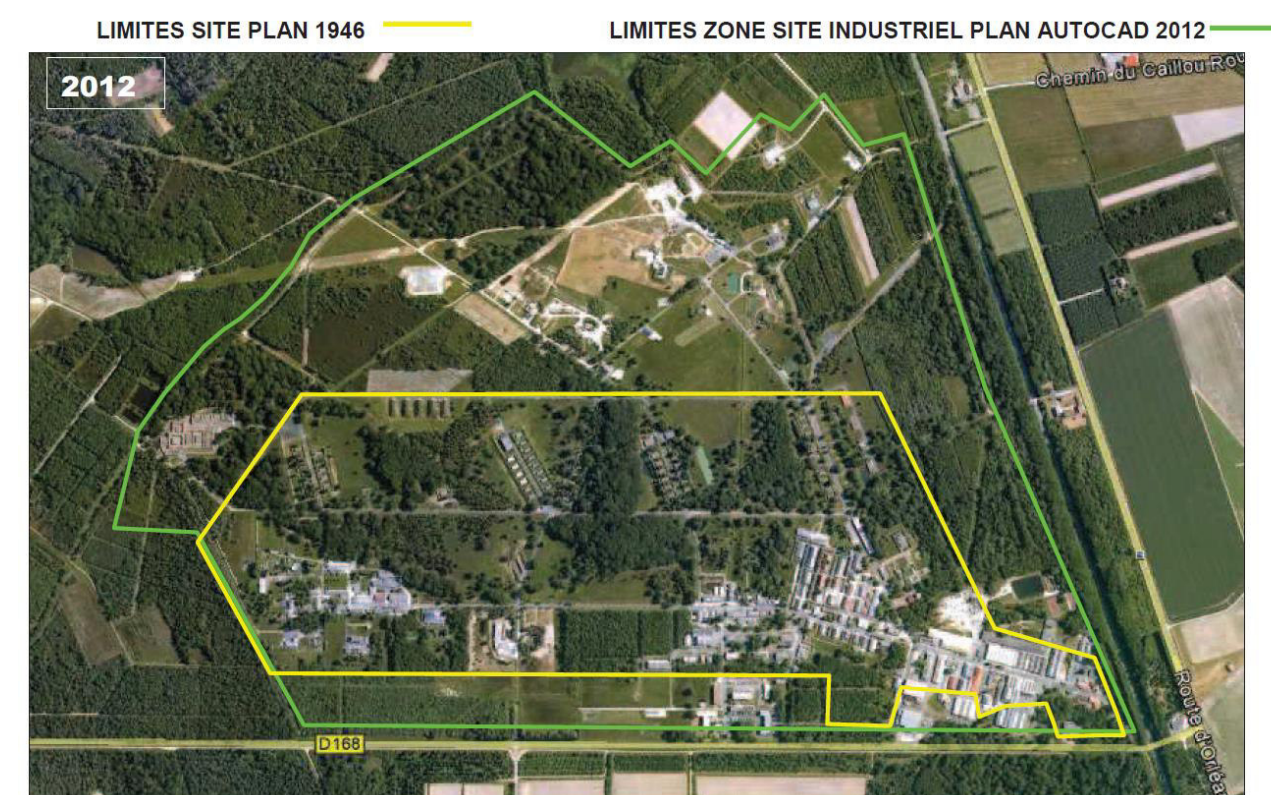 LIMITES SITE PLAN 1946
LIMITES ZONE SITE INDUSTRIEL PLAN AUTOCAD 2012
2012
Chemin du Caillou Rou
D168
Route d'Orléa